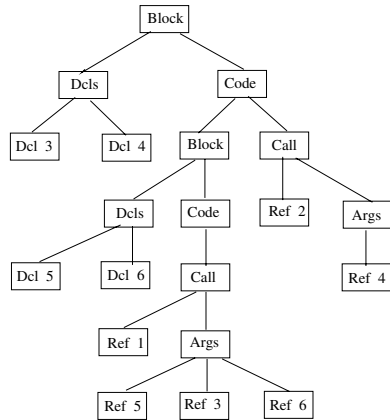 Block
Dcls
Code
Dcl 3
Dcl 4
Block
Call
Dcls
Code
Ref 2
Args
Dcl 5
Dcl 6
Call
Ref 4
Ref 1
Args
Ref 5
Ref 3
Ref 6